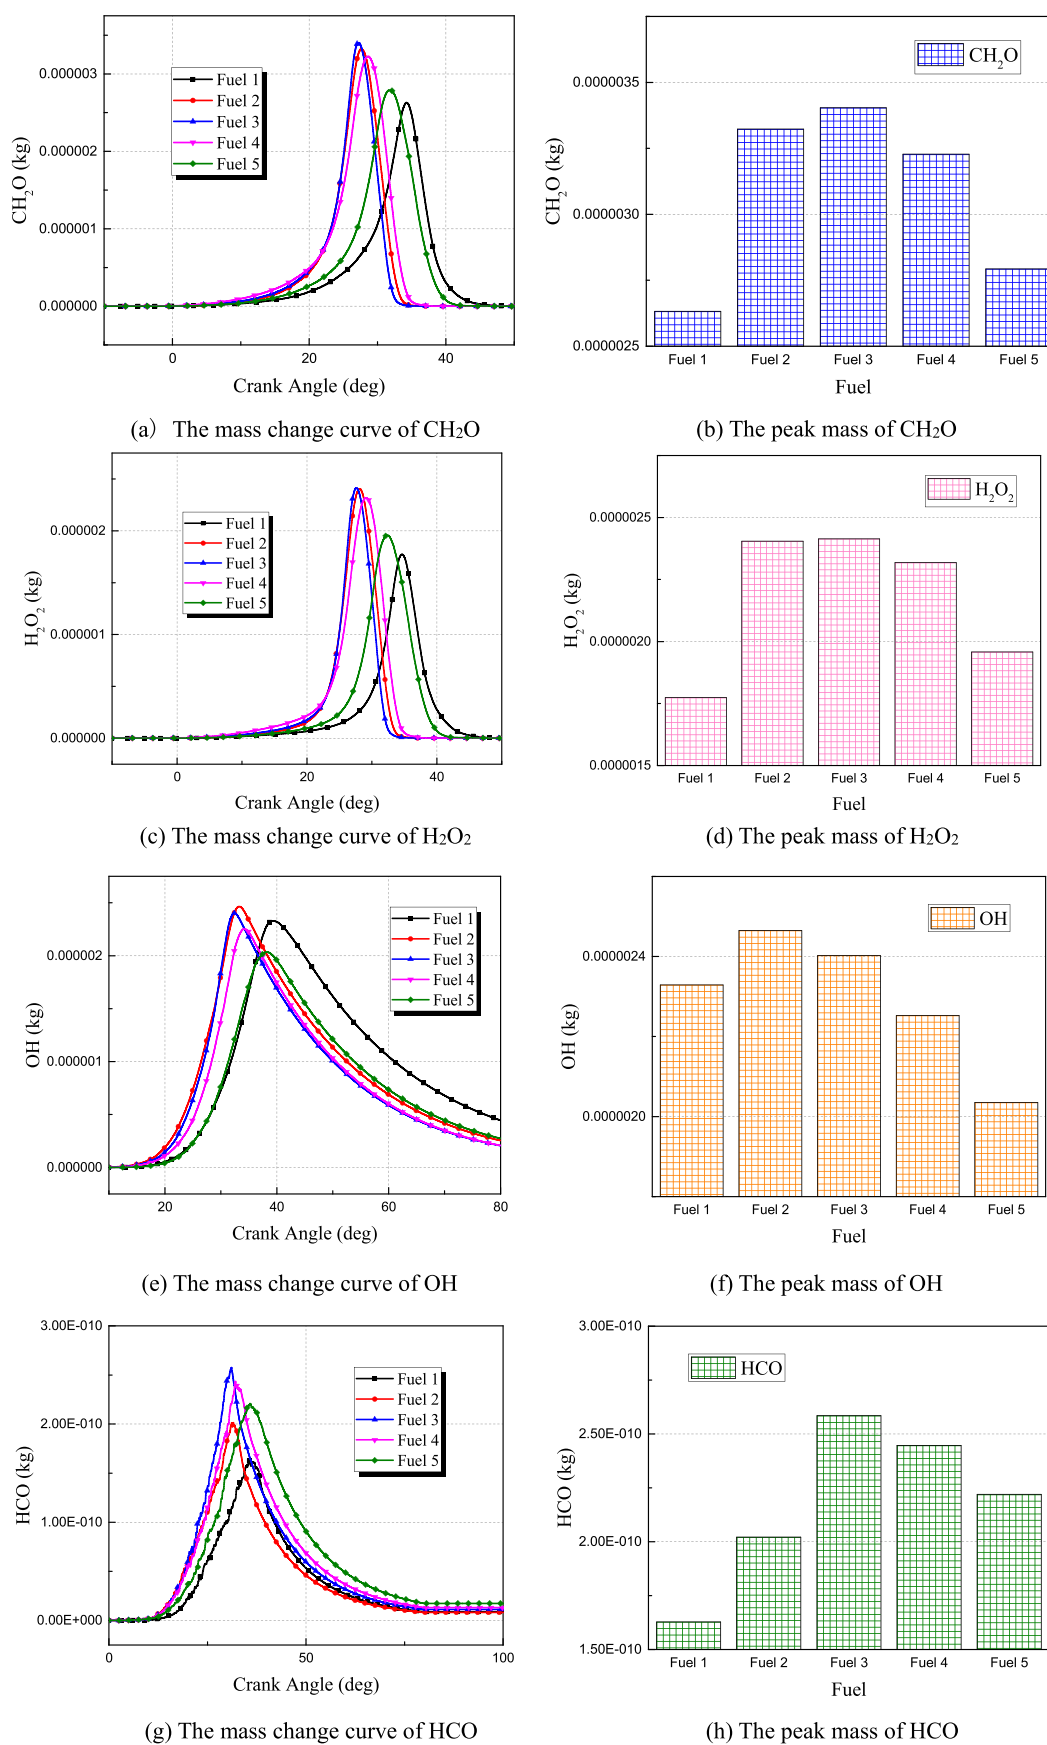 0.000003
0.000002
0.000001
0.000000
CH₂O (kg)
Fuel 1
Fuel 2
Fuel 3
Fuel 4
Fuel 5
0
20
40
Crank Angle (deg)
(a) The mass change curve of CH₂O
0.0000035
0.0000030
0.0000025
CH₂O (kg)
CH₂O
Fuel 1 Fuel 2 Fuel 3 Fuel 4 Fuel 5
Fuel
(b) The peak mass of CH₂O
0.000002
0.000001
0.000000
H₂O₂ (kg)
Fuel 1
Fuel 2
Fuel 3
Fuel 4
Fuel 5
0
20
40
Crank Angle (deg)
(c) The mass change curve of H₂O₂
0.0000025
0.0000020
0.0000015
H₂O₂ (kg)
H₂O₂
Fuel 1 Fuel 2 Fuel 3 Fuel 4 Fuel 5
Fuel
(d) The peak mass of H₂O₂
0.000002
0.000001
0.000000
OH (kg)
Fuel 1
Fuel 2
Fuel 3
Fuel 4
Fuel 5
20
40
60
80
Crank Angle (deg)
(e) The mass change curve of OH
0.0000024
0.0000020
OH (kg)
OH
Fuel 1 Fuel 2 Fuel 3 Fuel 4 Fuel 5
Fuel
(f) The peak mass of OH
3.00E-010
2.00E-010
1.00E-010
0.00E+000
HCO (kg)
Fuel 1
Fuel 2
Fuel 3
Fuel 4
Fuel 5
0
50
100
Crank Angle (deg)
(g) The mass change curve of HCO
3.00E-010
2.50E-010
2.00E-010
1.50E-010
HCO (kg)
HCO
Fuel 1 Fuel 2 Fuel 3 Fuel 4 Fuel 5
Fuel
(h) The peak mass of HCO